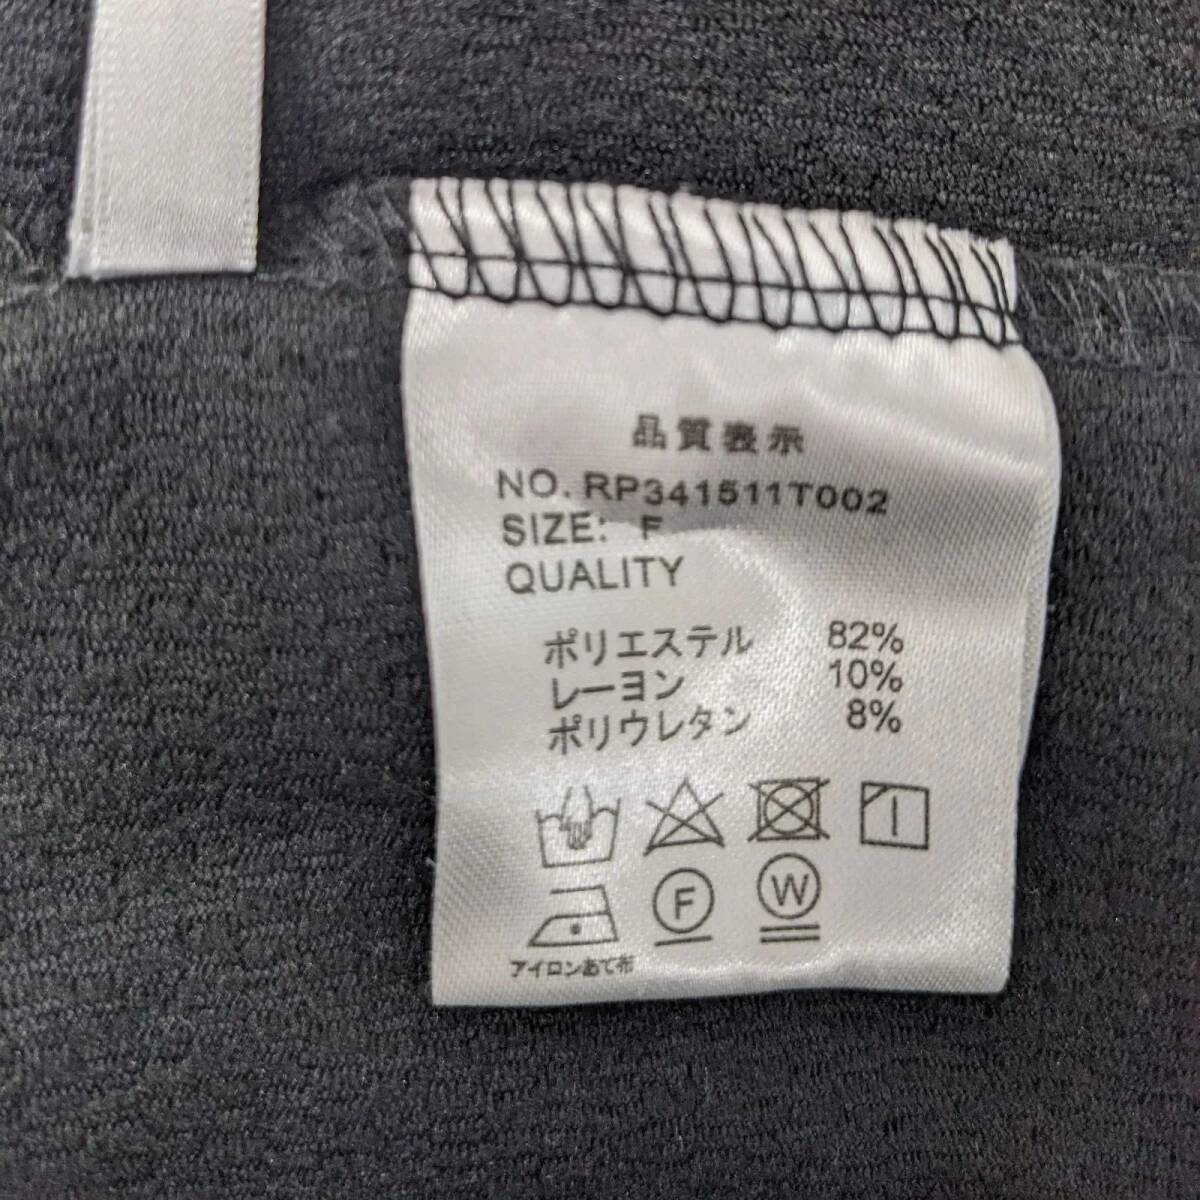 品質表示
NO. RP341511T002
SIZE: F
QUALITY
ポリエステル 82%
レーヨン 10%
ポリウレタン 8%
F W
アイロンあて布